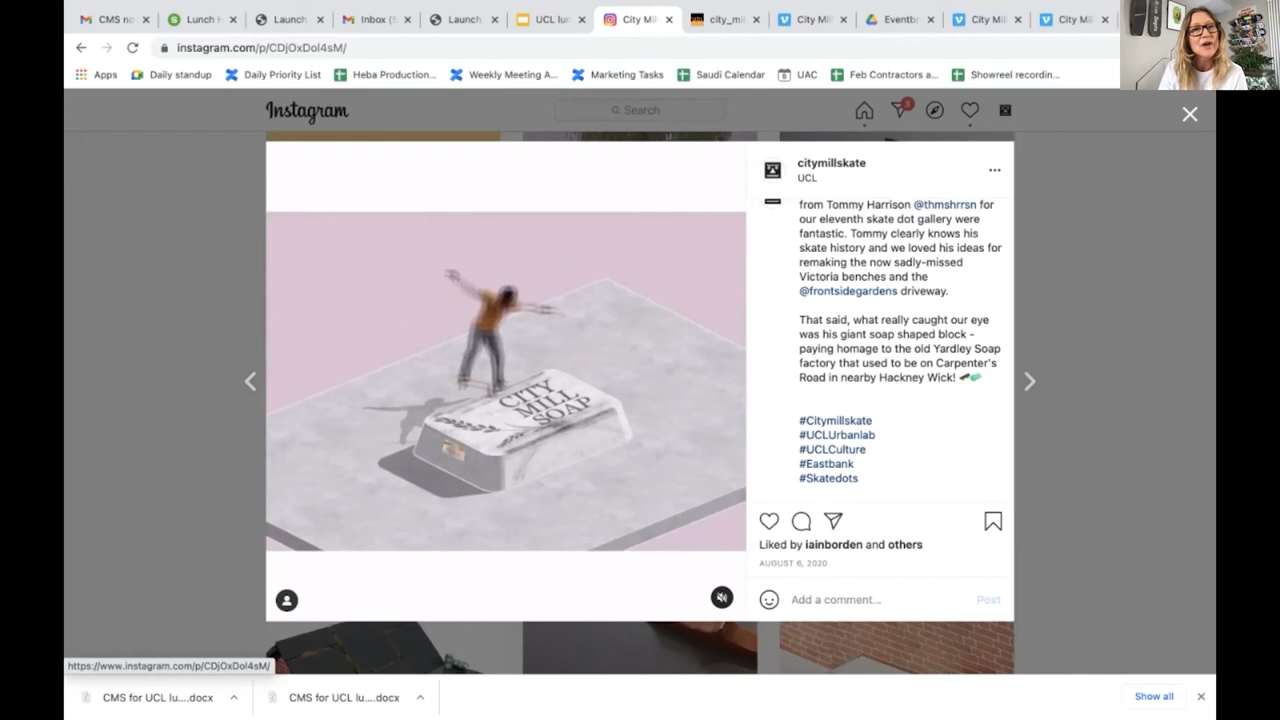 CMS no
Lunch H
Launch
Inbox (
Launch
UCL lu
City Mil
city_mil
City Mil
Eventbr
City Mil
City Mil
instagram.com/p/CDjOxDol4sM/
Apps
Daily standup
Daily Priority List
Heba Production...
Weekly Meeting A...
Marketing Tasks
Saudi Calendar
UAC
Feb Contractors a...
Showreel recordin...
Instagram
Search
3
citymillskate
UCL
from Tommy Harrison @thmshrrsn for
our eleventh skate dot gallery were
fantastic. Tommy clearly knows his
skate history and we loved his ideas for
remaking the now sadly-missed
Victoria benches and the
@frontsidegardens driveway.
That said, what really caught our eye
was his giant soap shaped block -
paying homage to the old Yardley Soap
factory that used to be on Carpenter's
Road in nearby Hackney Wick!
#Citymillskate
#UCLUrbanlab
#UCLCulture
#Eastbank
#Skatedots
CITY
MILL
SOAP
Liked by iainborden and others
AUGUST 6, 2020
Add a comment...
Post
https://www.instagram.com/p/CDjOxDol4sM/
CMS for UCL lu....docx
CMS for UCL lu....docx
Show all